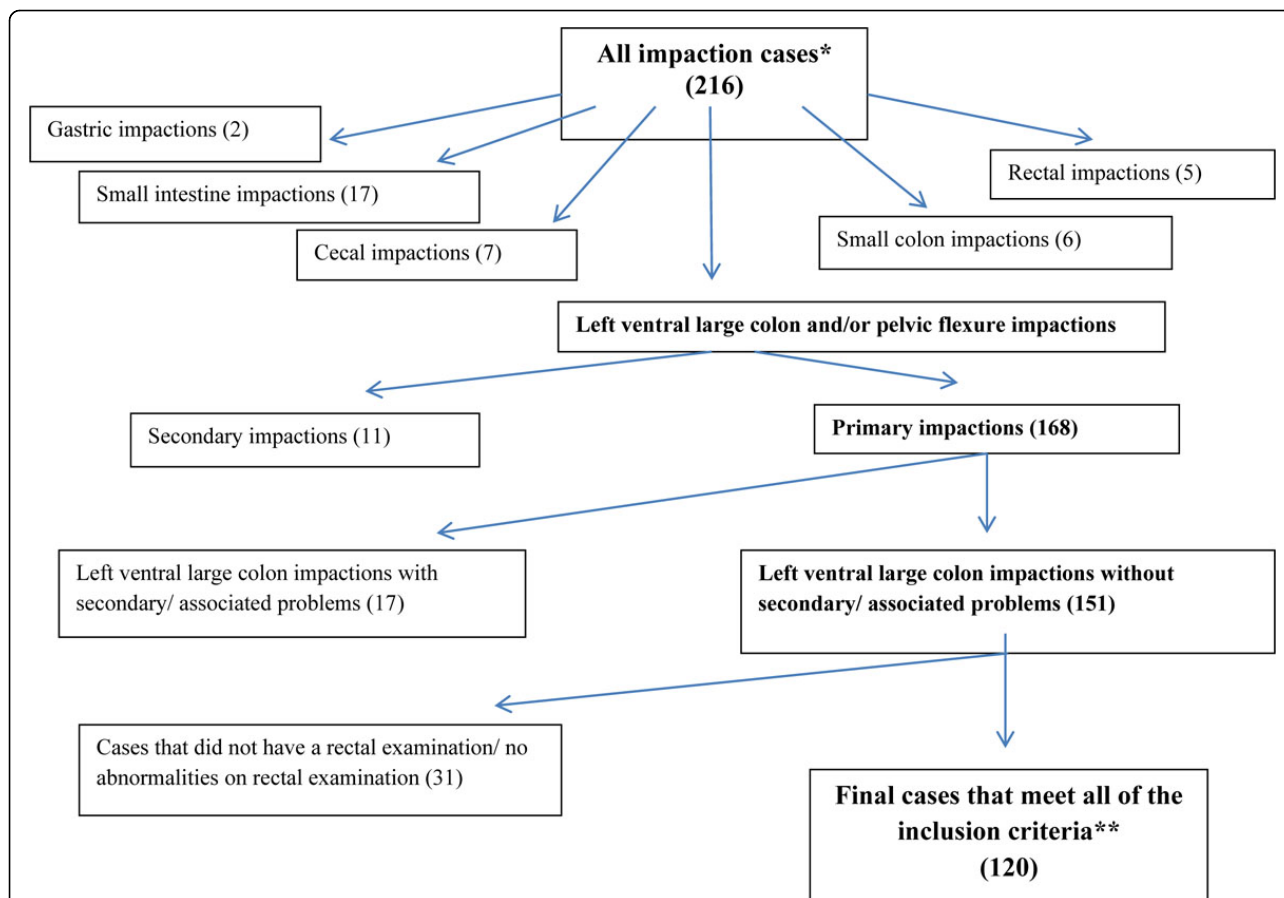 All impaction cases*
(216)
Gastric impactions (2)
Small intestine impactions (17)
Cecal impactions (7)
Rectal impactions (5)
Small colon impactions (6)
Left ventral large colon and/or pelvic flexure impactions
Secondary impactions (11)
Primary impactions (168)
Left ventral large colon impactions with
secondary/ associated problems (17)
Left ventral large colon impactions without
secondary/ associated problems (151)
Cases that did not have a rectal examination/ no
abnormalities on rectal examination (31)
Final cases that meet all of the
inclusion criteria**
(120)